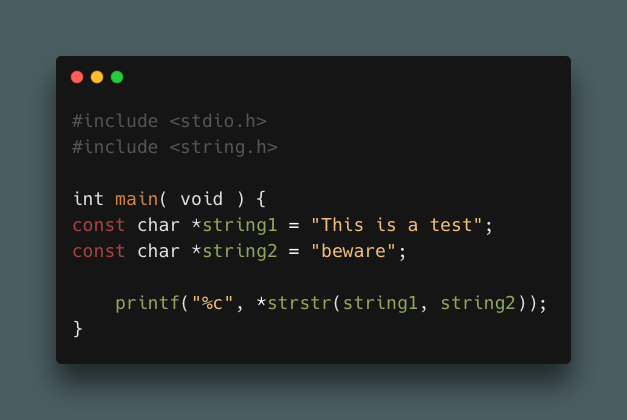 #include <stdio.h>
#include <string.h>
int main( void ) {
const char *string1 = "This is a test";
const char *string2 = "beware";
printf("%c", *strstr(string1, string2));
}